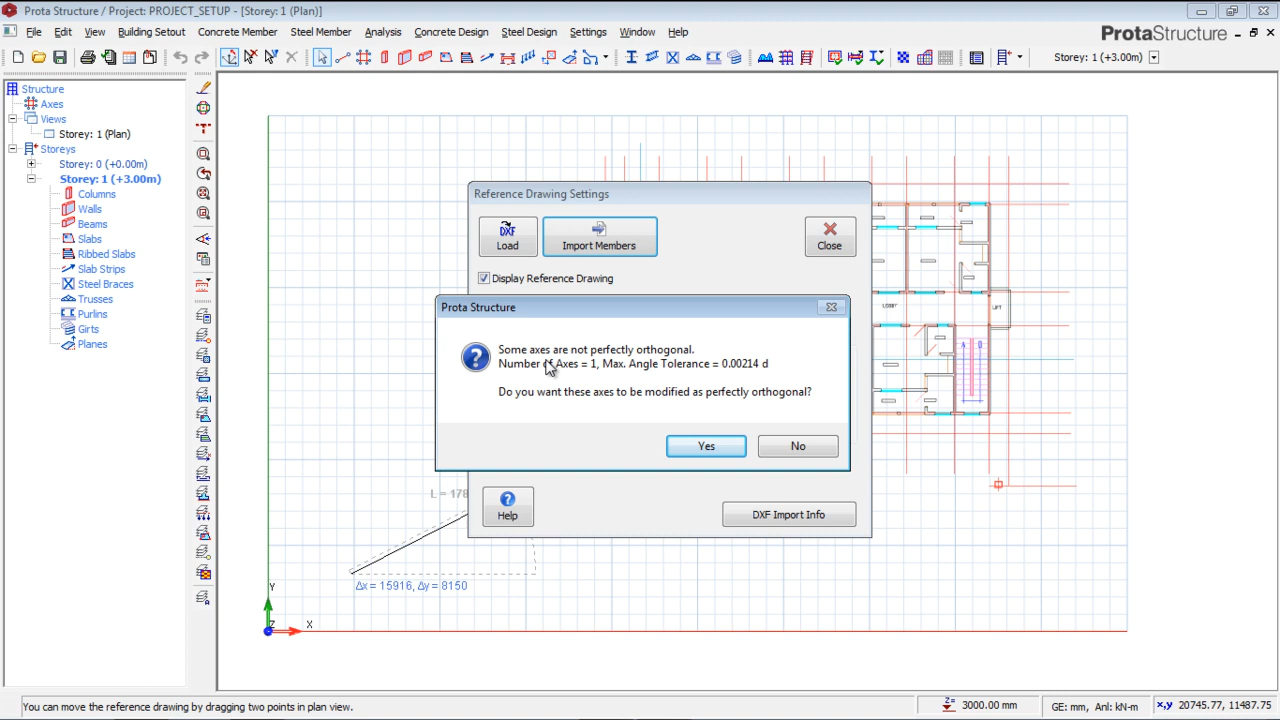 Prota Structure / Project: PROJECT_SETUP - [Storey: 1 (Plan)]
File Edit View Building Setout Concrete Member Steel Member Analysis Concrete Design Steel Design Settings Window Help
ProtaStructure
Storey: 1 (+3.00m)
Structure
Axes
Views
Storey: 1 (Plan)
Storeys
Storey: 0 (+0.00m)
Storey: 1 (+3.00m)
Columns
Walls
Beams
Slabs
Ribbed Slabs
Slab Strips
Steel Braces
Trusses
Purlins
Girts
Planes
Reference Drawing Settings
DXF
Load
Import Members
Close
Display Reference Drawing
Prota Structure
Some axes are not perfectly orthogonal.
Number of Axes = 1, Max. Angle Tolerance = 0.00214 d
Do you want these axes to be modified as perfectly orthogonal?
Yes
No
LOBBY
LIFT
L = 178
Help
DXF Import Info
Δx = 15916, Δy = 8150
Y
Z
X
You can move the reference drawing by dragging two points in plan view.
Z=
3000.00 mm
GE: mm, Anl: kN-m
x,y 20745.77, 11487.75